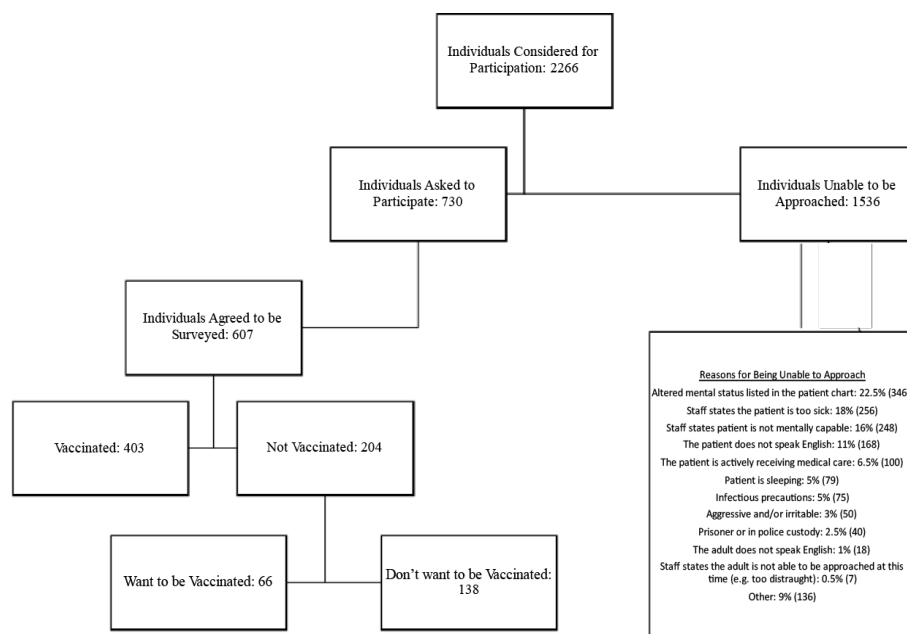 Individuals Considered for
Participation: 2266
Individuals Asked to
Participate: 730
Individuals Unable to be
Approached: 1536
Individuals Agreed to be
Surveyed: 607
Vaccinated: 403
Not Vaccinated: 204
Want to be Vaccinated: 66
Don't want to be Vaccinated:
138
Reasons for Being Unable to Approach
Altered mental status listed in the patient chart: 22.5% (346
Staff states the patient is too sick: 18% (256)
Staff states patient is not mentally capable: 16% (248)
The patient does not speak English: 11% (168)
The patient is actively receiving medical care: 6.5% (100)
Patient is sleeping: 5% (79)
Infectious precautions: 5% (75)
Aggressive and/or irritable: 3% (50)
Prisoner or in police custody: 2.5% (40)
The adult does not speak English: 1% (18)
Staff states the adult is not able to be approached at this
time (e.g. too distraught): 0.5% (7)
Other: 9% (136)